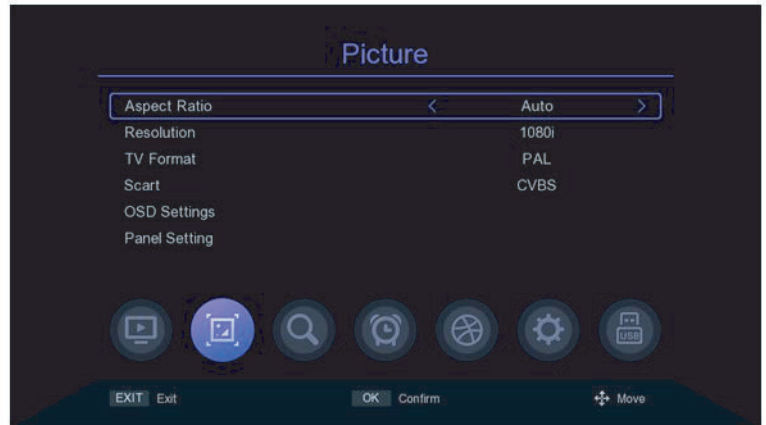 Picture
Aspect Ratio < Auto >
Resolution 1080i
TV Format PAL
Scart CVBS
OSD Settings
Panel Setting
USB
EXIT Exit OK Confirm Move